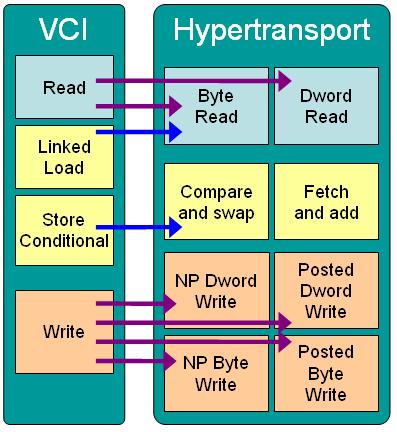 VCI
Read
Linked
Load
Store
Conditional
Write
Hypertransport
Byte
Read
Dword
Read
Compare
and swap
Fetch
and add
NP Dword
Write
Posted
Dword
Write
NP Byte
Write
Posted
Byte
Write